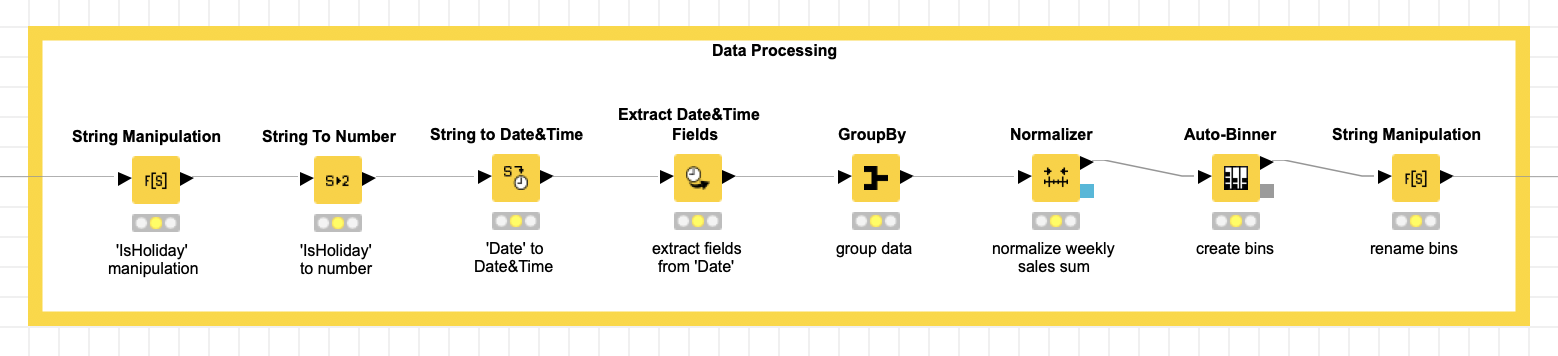 Data Processing
String Manipulation
String To Number
String to Date&Time
Extract Date&Time
Fields
GroupBy
Normalizer
Auto-Binner
String Manipulation
F[S]
S▸2
S
F[S]
'IsHoliday'
manipulation
'IsHoliday'
to number
'Date' to
Date&Time
extract fields
from 'Date'
group data
normalize weekly
sales sum
create bins
rename bins